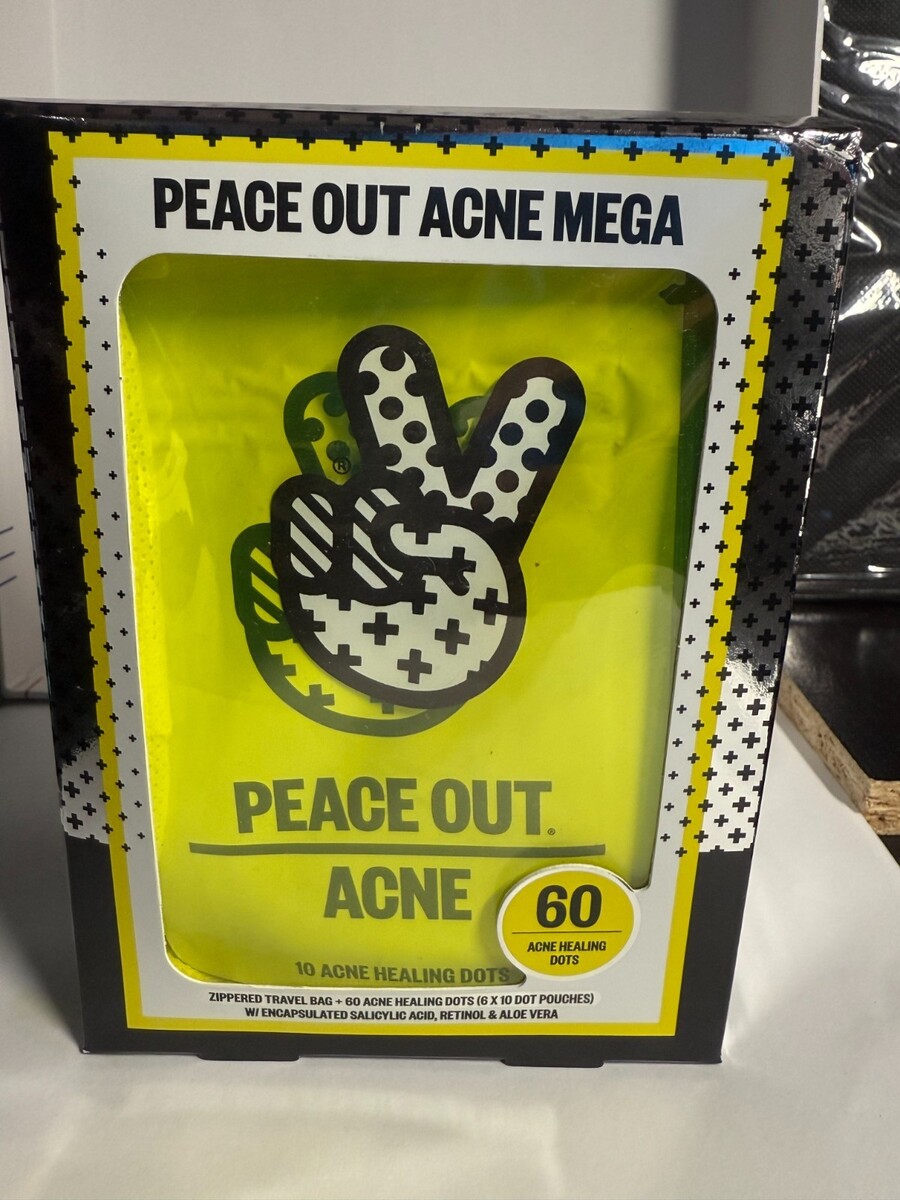 PEACE OUT ACNE MEGA
®
PEACE OUT®
ACNE
60
ACNE HEALING
DOTS
10 ACNE HEALING DOTS
ZIPPERED TRAVEL BAG + 60 ACNE HEALING DOTS (6 X 10 DOT POUCHES)
W/ ENCAPSULATED SALICYLIC ACID, RETINOL & ALOE VERA